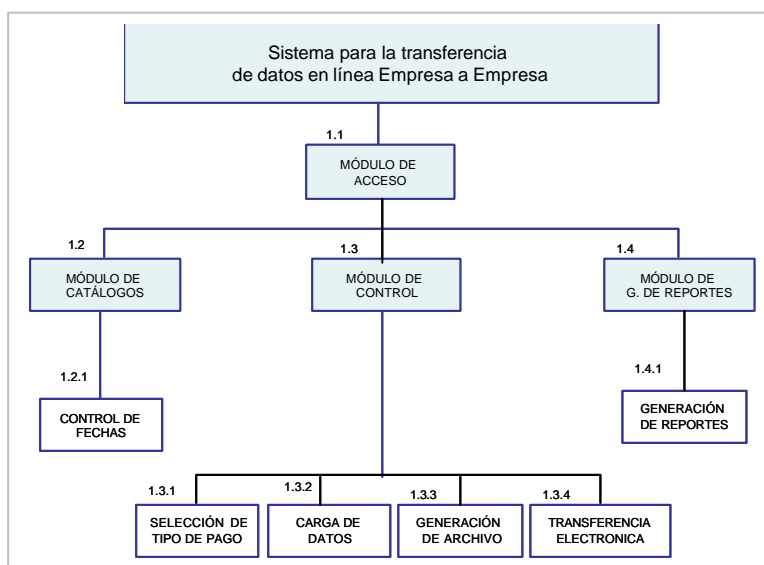 Sistema para la transferencia
de datos en línea Empresa a Empresa
1.1
MÓDULO DE
ACCESO
1.2
MÓDULO DE
CATÁLOGOS
1.3
MÓDULO DE
CONTROL
1.4
MÓDULO DE
G. DE REPORTES
1.2.1
CONTROL DE
FECHAS
1.4.1
GENERACIÓN
DE REPORTES
1.3.1
SELECCIÓN DE
TIPO DE PAGO
1.3.2
CARGA DE
DATOS
1.3.3
GENERACIÓN
DE ARCHIVO
1.3.4
TRANSFERENCIA
ELECTRONICA